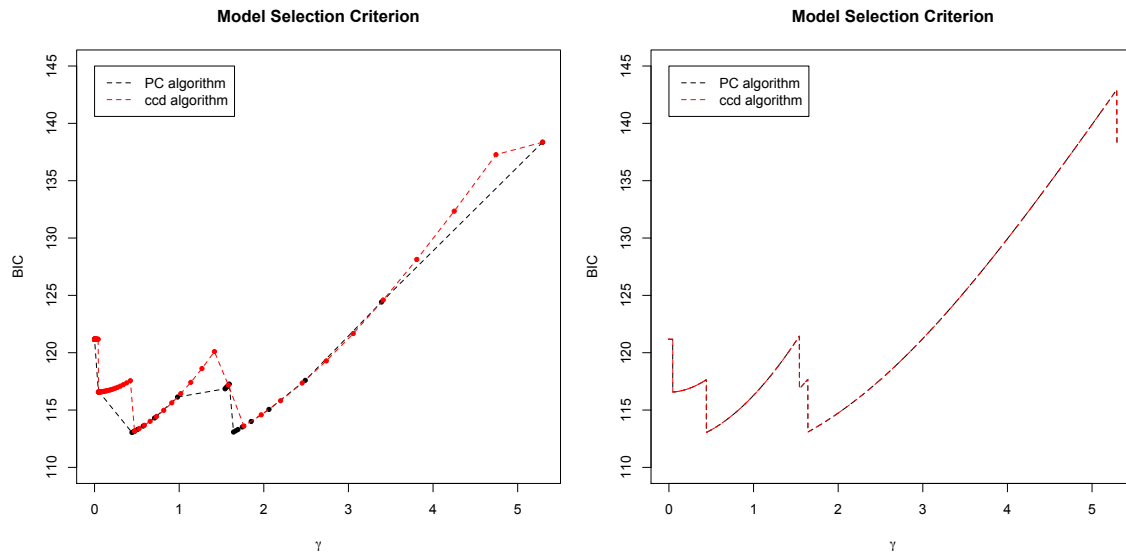 Model Selection Criterion
PC algorithm
ccd algorithm
BIC
145
140
135
130
125
120
115
110
0 1 2 3 4 5
γ
Model Selection Criterion
PC algorithm
ccd algorithm
BIC
145
140
135
130
125
120
115
110
0 1 2 3 4 5
γ